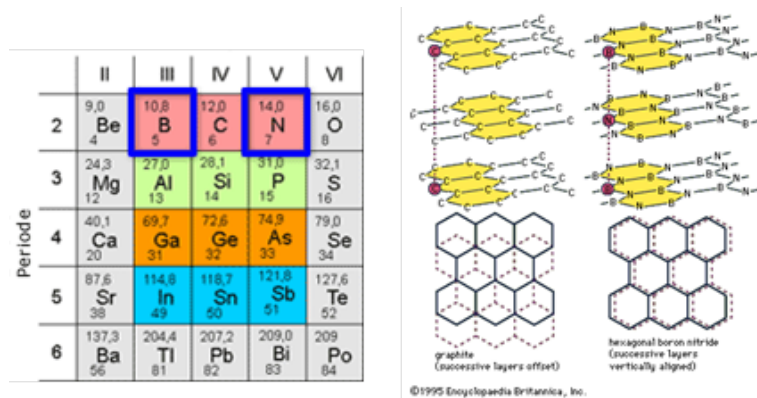 II III IV V VI
10,8 12,0 14,0 16,0
9,0
2 Be B C N O
4 5 6 7 8
24,3 27,0 28,1 31,0 32,1
3 Mg Al Si P S
12 13 14 15 16
40,1 69,7 72,6 74,9 79,0
4 Ca Ga Ge As Se
20 31 32 33 34
87,6 114,8 118,7 121,8 127,6
5 Sr In Sn Sb Te
38 49 50 51 52
137,3 204,4 207,2 209,0 209
6 Ba Tl Pb Bi Po
56 81 82 83 84
Periode
graphite
(successive layers offset)
hexagonal boron nitride
(successive layers
vertically aligned)
©1995 Encyclopaedia Britannica, Inc.